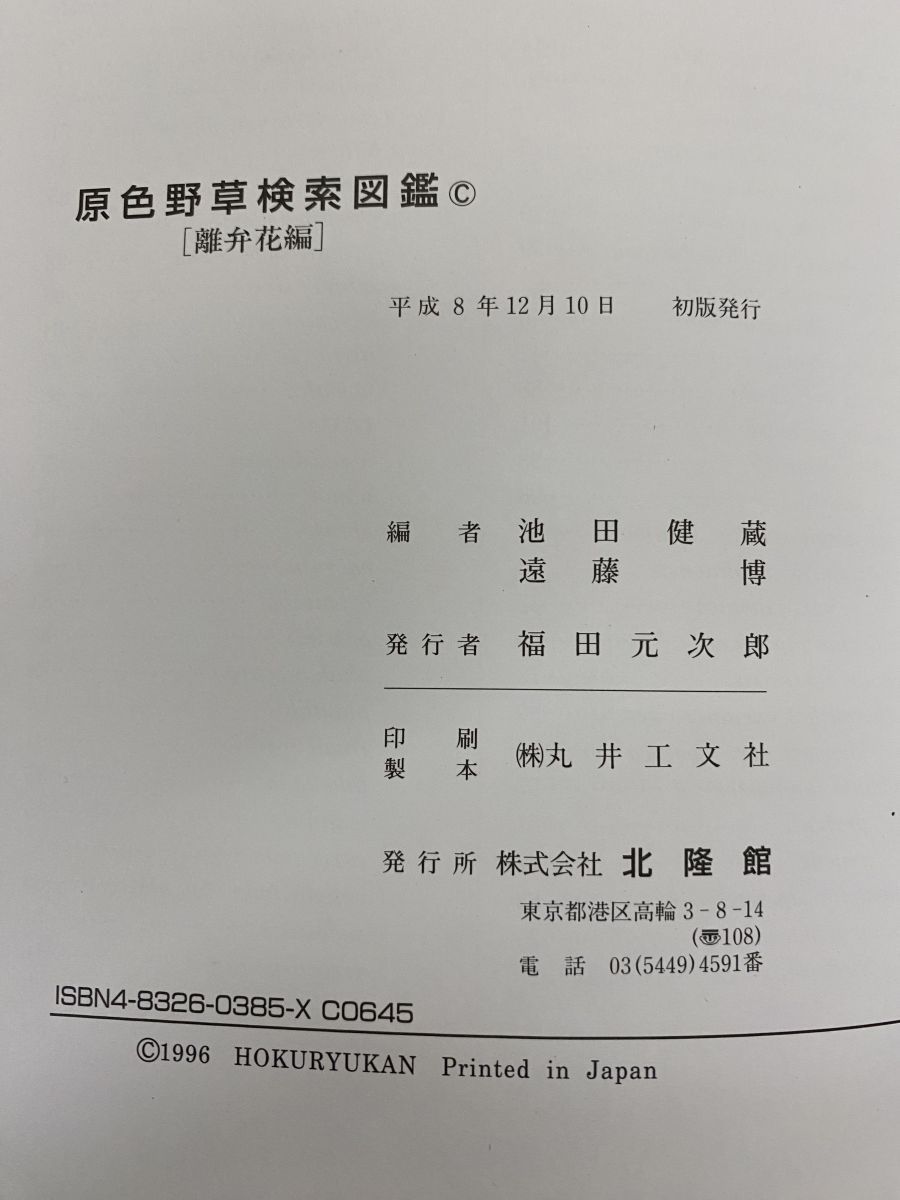 原色野草検索図鑑©
[離弁花編]
平成8年12月10日 初版発行
編者 池田健蔵
遠藤博
発行者 福田元次郎
印刷
製本 ㈱丸井工文社
発行所 株式会社 北隆館
東京都港区高輪3-8-14
(〠108)
電話 03(5449)4591番
ISBN4-8326-0385-X C0645
©1996 HOKURYUKAN Printed in Japan